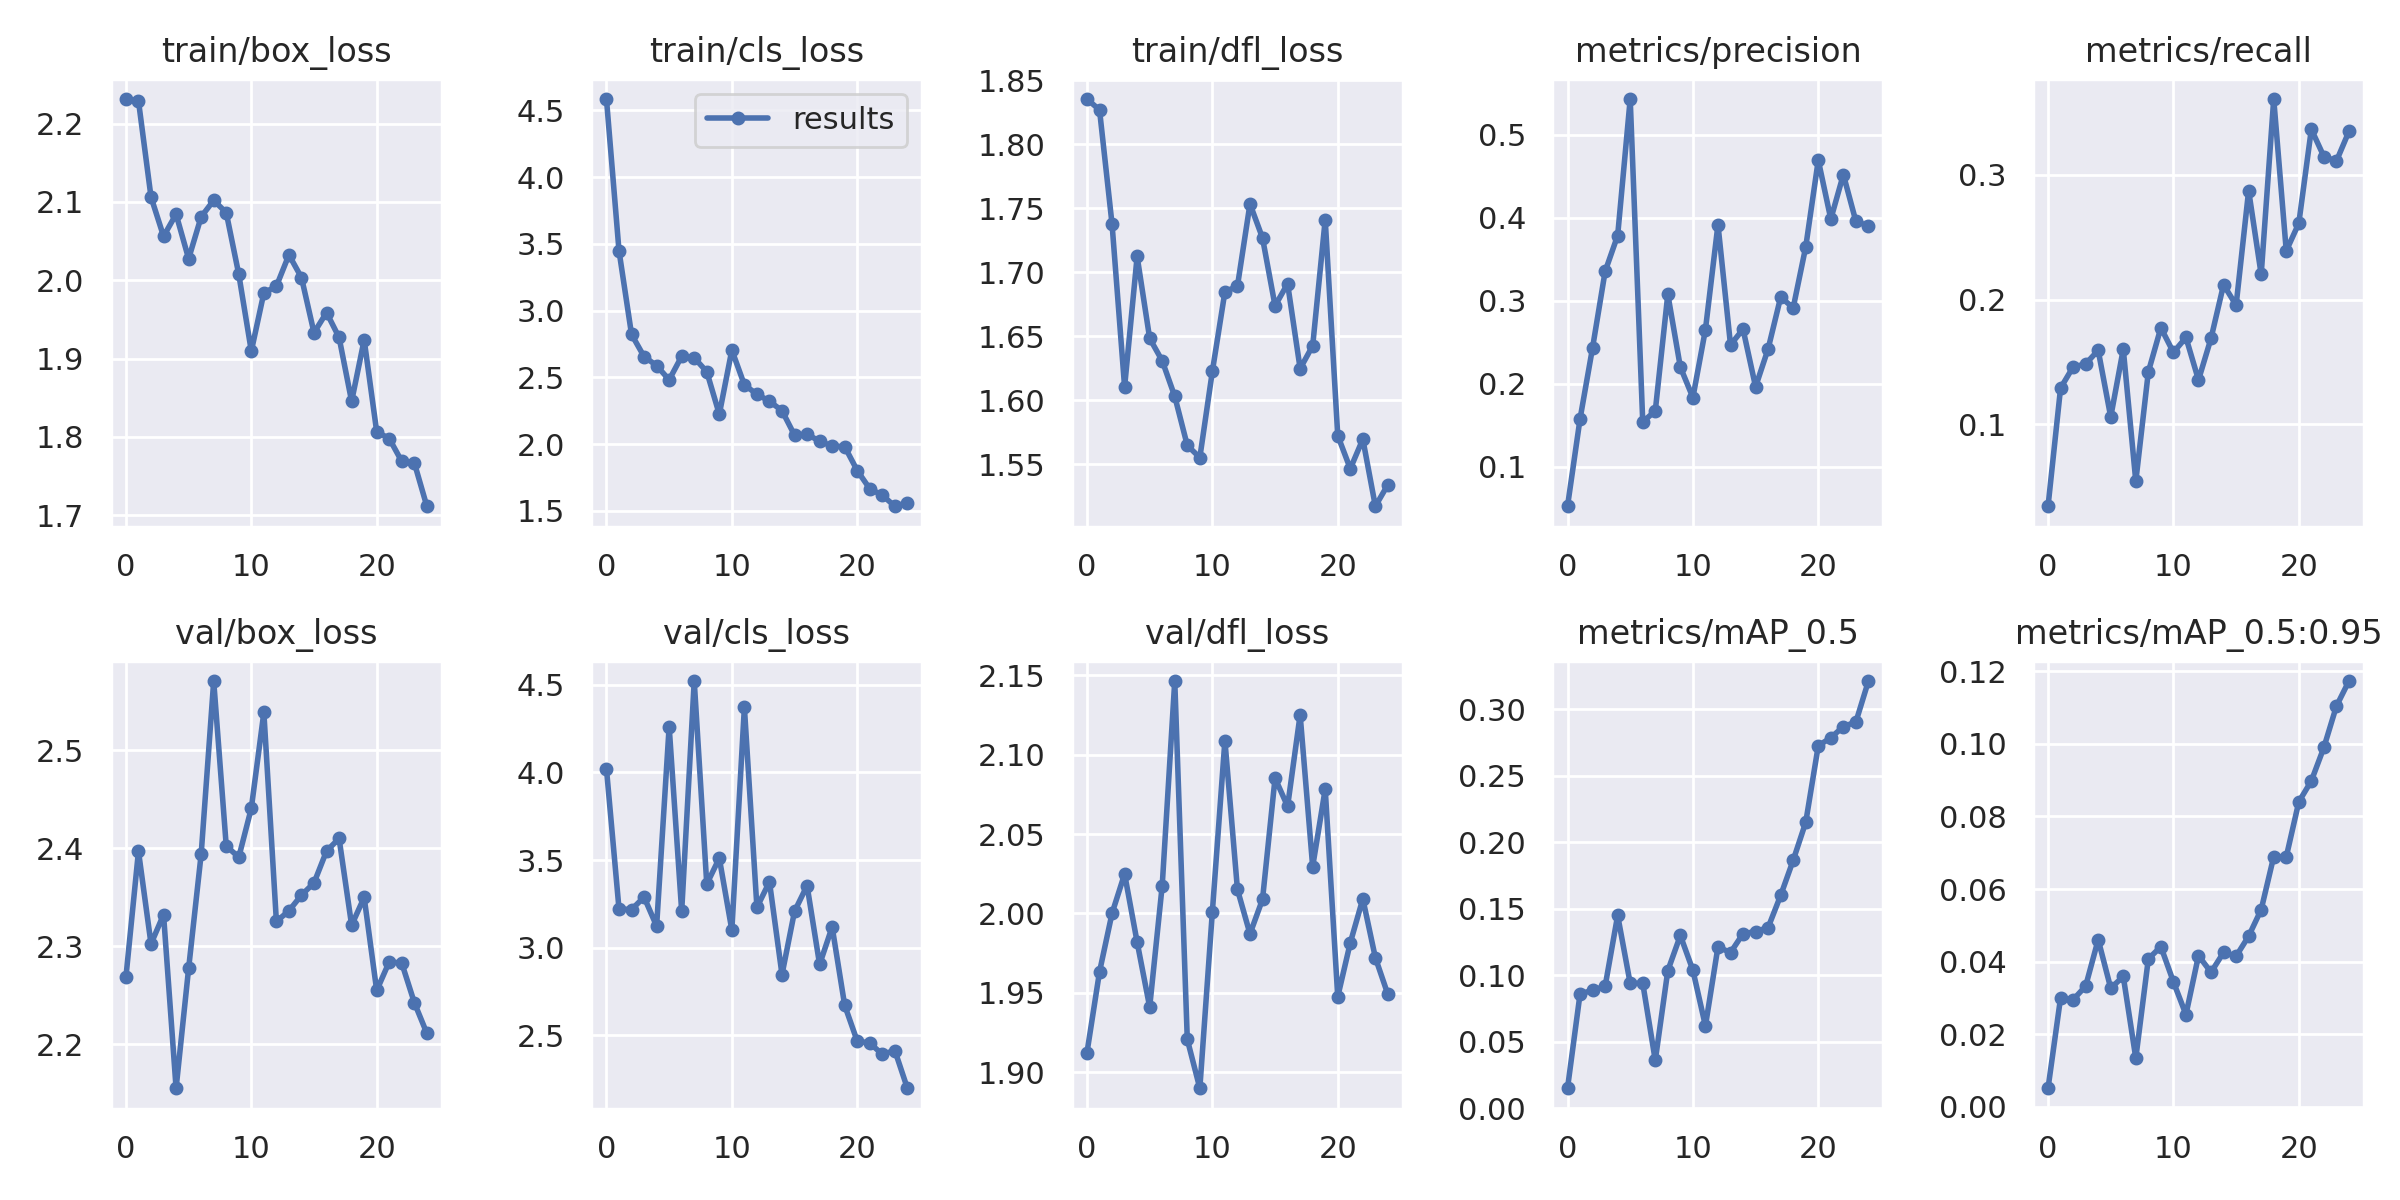 train/box_loss
2.2
2.1
2.0
1.9
1.8
1.7
0 10 20
train/cls_loss
results
4.5
4.0
3.5
3.0
2.5
2.0
1.5
0 10 20
train/dfl_loss
1.85
1.80
1.75
1.70
1.65
1.60
1.55
0 10 20
metrics/precision
0.5
0.4
0.3
0.2
0.1
0 10 20
metrics/recall
0.3
0.2
0.1
0 10 20
val/box_loss
2.5
2.4
2.3
2.2
0 10 20
val/cls_loss
4.5
4.0
3.5
3.0
2.5
0 10 20
val/dfl_loss
2.15
2.10
2.05
2.00
1.95
1.90
0 10 20
metrics/mAP_0.5
0.30
0.25
0.20
0.15
0.10
0.05
0.00
0 10 20
metrics/mAP_0.5:0.95
0.12
0.10
0.08
0.06
0.04
0.02
0.00
0 10 20